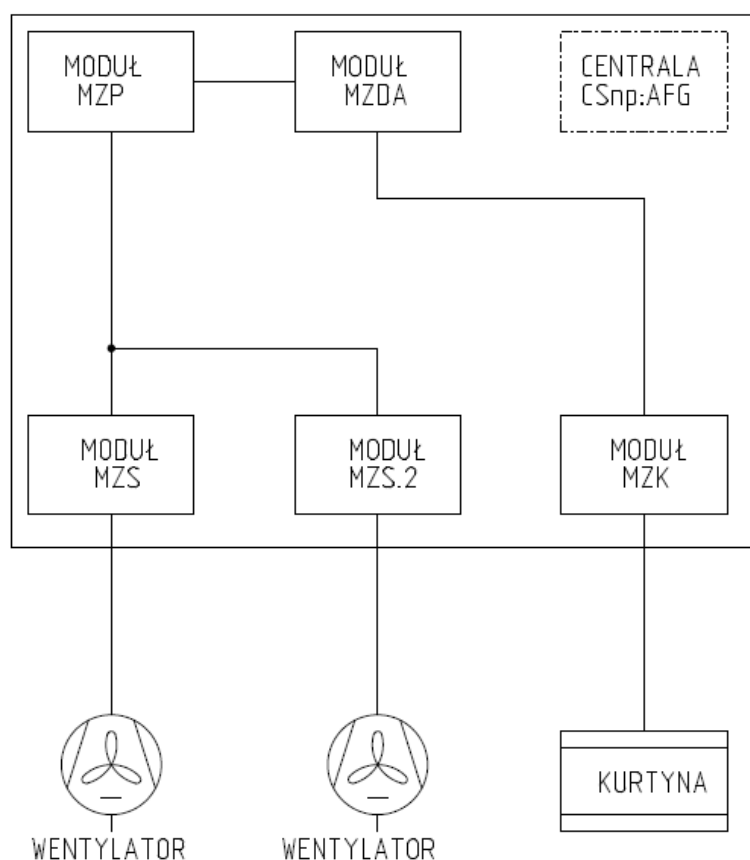 MODUŁ
MZP
MODUŁ
MZDA
CENTRALA
CSnp:AFG
MODUŁ
MZS
MODUŁ
MZS.2
MODUŁ
MZK
KURTYNA
WENTYLATOR
WENTYLATOR